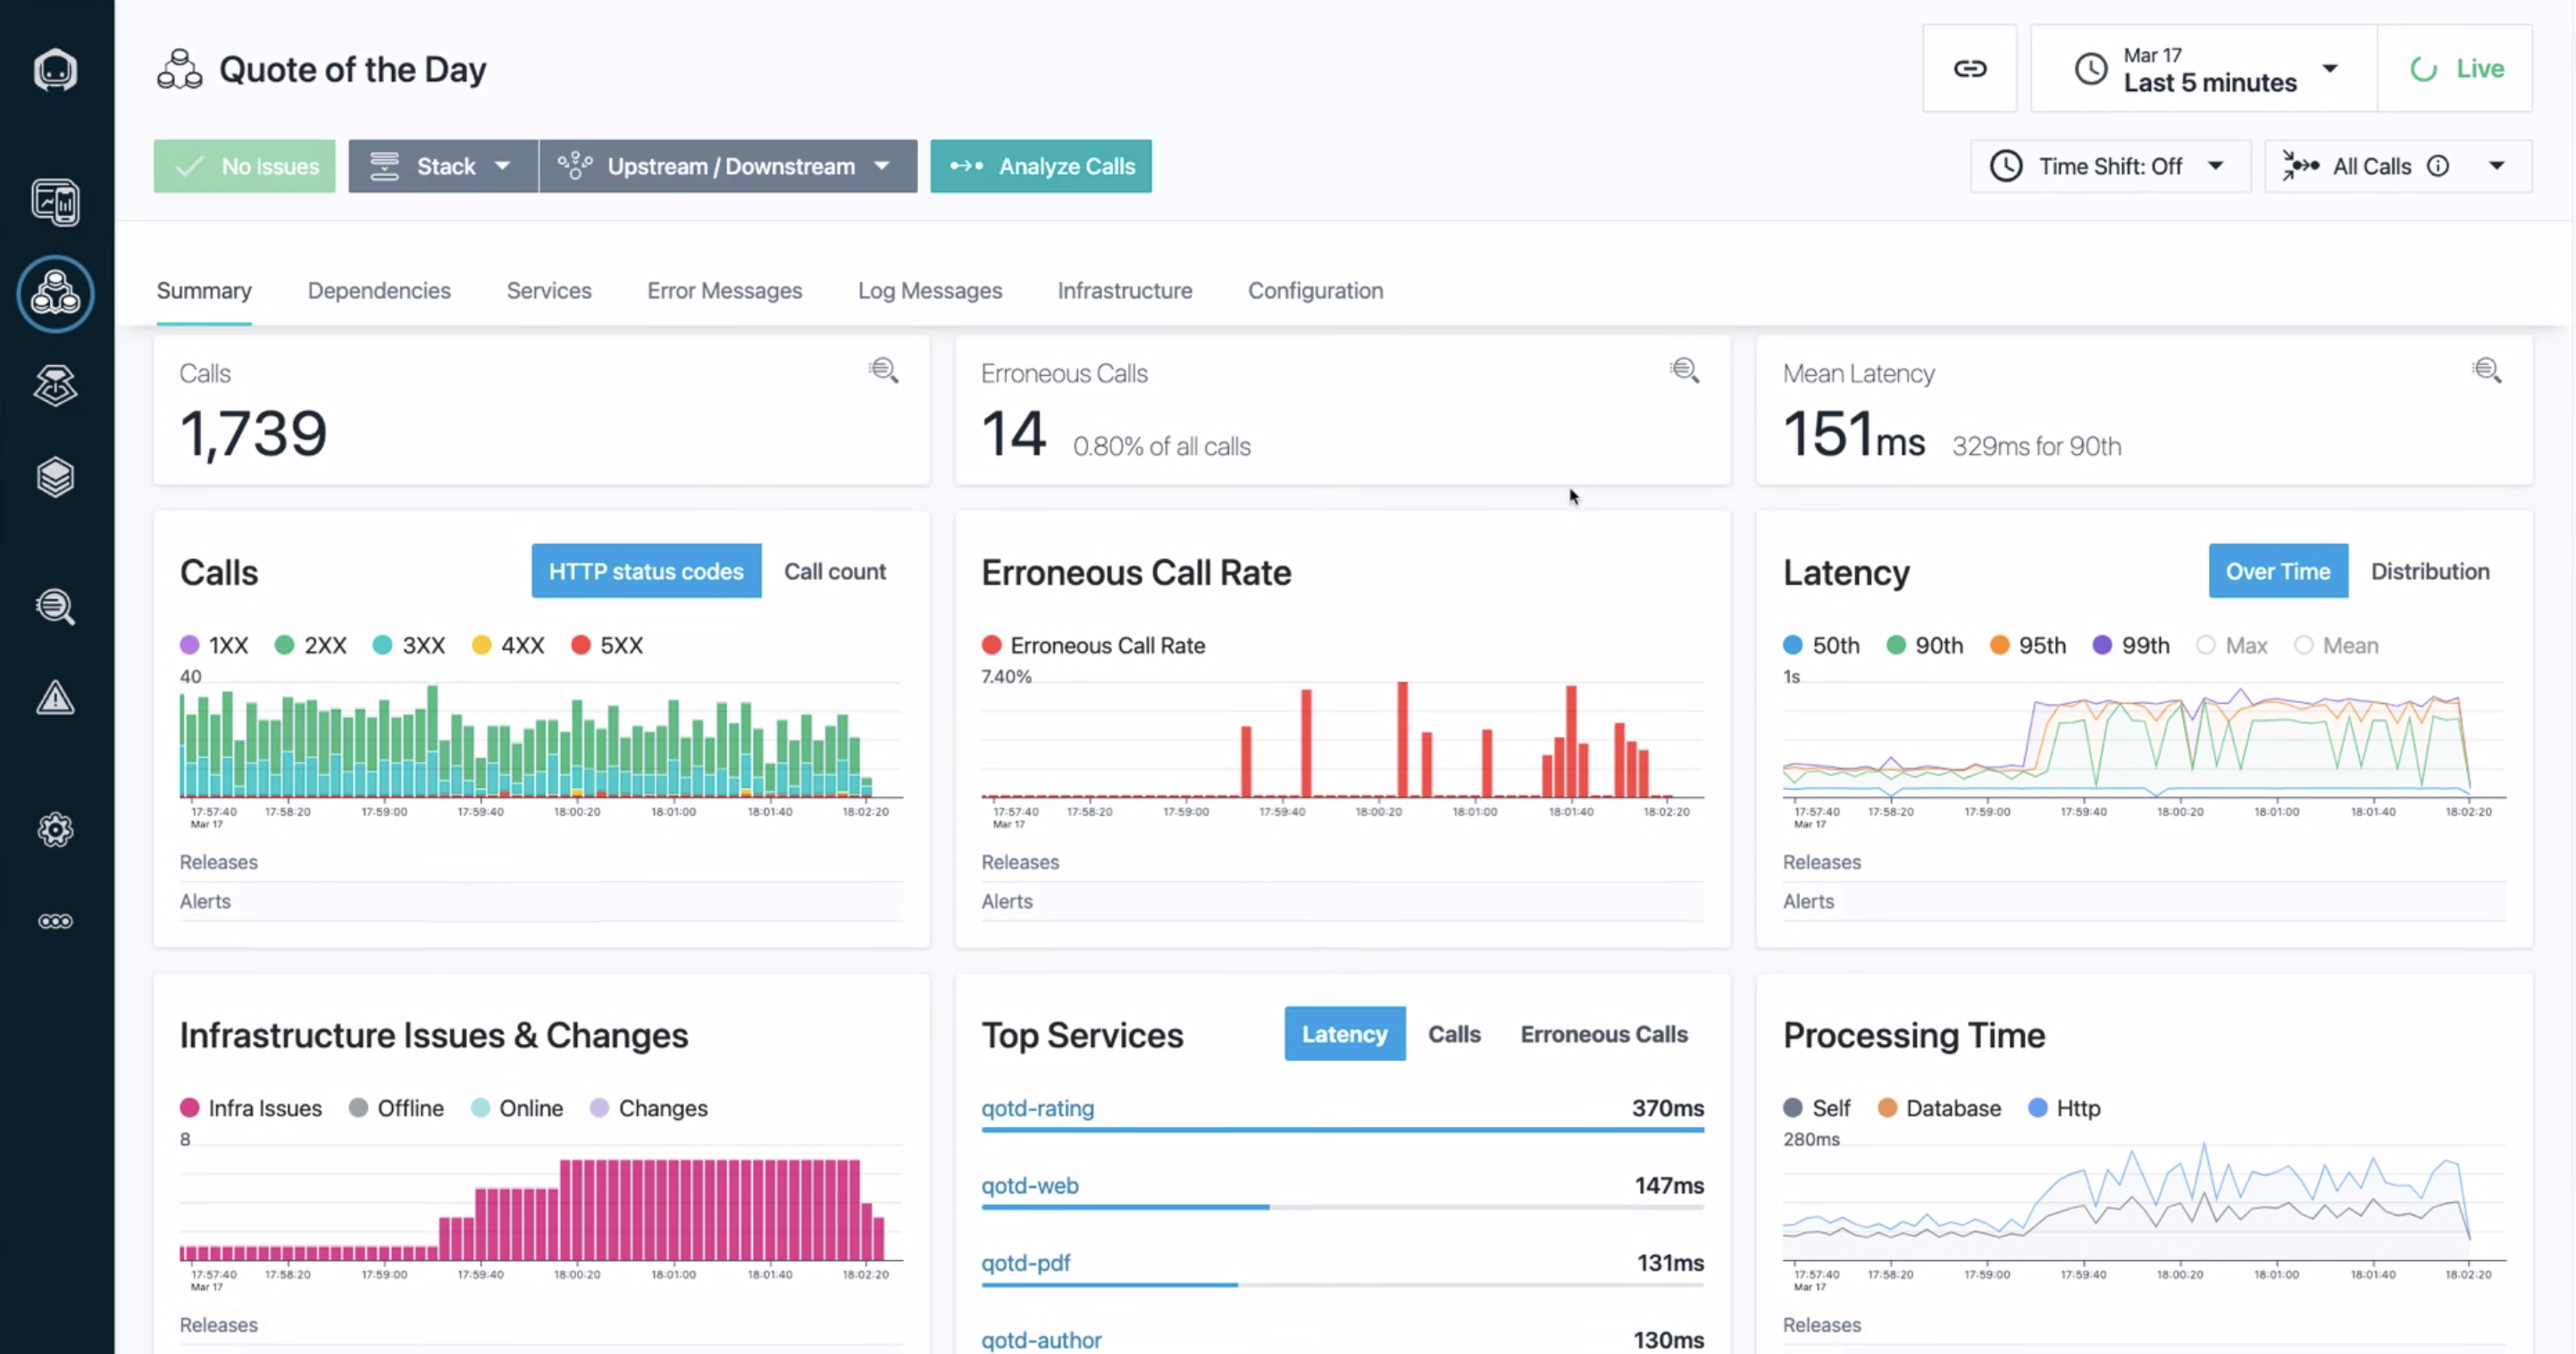 Quote of the Day
Mar 17
Last 5 minutes
Live
No Issues
Stack
Upstream / Downstream
Analyze Calls
Time Shift: Off
All Calls
Summary
Dependencies
Services
Error Messages
Log Messages
Infrastructure
Configuration
Calls
1,739
Erroneous Calls
14 0.80% of all calls
Mean Latency
151ms 329ms for 90th
Calls
HTTP status codes
Call count
1XX 2XX 3XX 4XX 5XX
40
17:57:40 17:58:20 17:59:00 17:59:40 18:00:20 18:01:00 18:01:40 18:02:20
Mar 17
Releases
Alerts
Erroneous Call Rate
Erroneous Call Rate
7.40%
17:57:40 17:58:20 17:59:00 17:59:40 18:00:20 18:01:00 18:01:40 18:02:20
Mar 17
Releases
Alerts
Latency
Over Time
Distribution
50th 90th 95th 99th Max Mean
1s
17:57:40 17:58:20 17:59:00 17:59:40 18:00:20 18:01:00 18:01:40 18:02:20
Mar 17
Releases
Alerts
Infrastructure Issues & Changes
Infra Issues Offline Online Changes
8
17:57:40 17:58:20 17:59:00 17:59:40 18:00:20 18:01:00 18:01:40 18:02:20
Mar 17
Releases
Top Services
Latency
Calls
Erroneous Calls
qotd-rating 370ms
qotd-web 147ms
qotd-pdf 131ms
qotd-author 130ms
Processing Time
Self Database Http
280ms
17:57:40 17:58:20 17:59:00 17:59:40 18:00:20 18:01:00 18:01:40 18:02:20
Mar 17
Releases